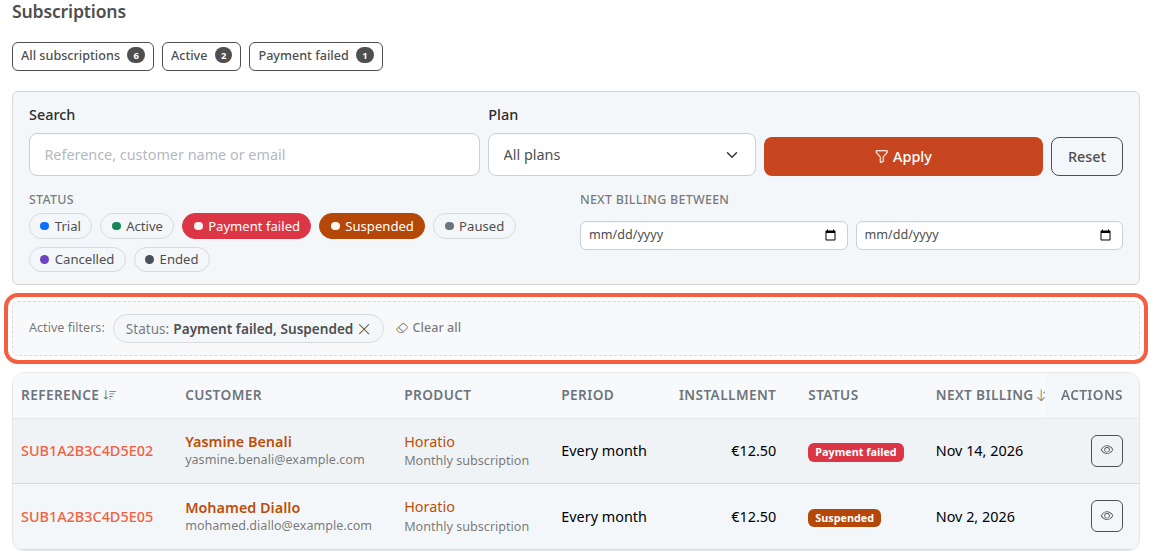 Subscriptions
All subscriptions 6 Active 2 Payment failed 1
Search Plan
Reference, customer name or email All plans Apply Reset
STATUS NEXT BILLING BETWEEN
Trial Active Payment failed Suspended Paused mm/dd/yyyy mm/dd/yyyy
Cancelled Ended
Active filters: Status: Payment failed, Suspended Clear all
REFERENCE CUSTOMER PRODUCT PERIOD INSTALLMENT STATUS NEXT BILLING ACTIONS
Yasmine Benali Horatio
SUB1A2B3C4D5E02 Every month €12.50 Payment failed Nov 14, 2026
yasmine.benali@example.com Monthly subscription
Mohamed Diallo Horatio
SUB1A2B3C4D5E05 Every month €12.50 Suspended Nov 2, 2026
mohamed.diallo@example.com Monthly subscription